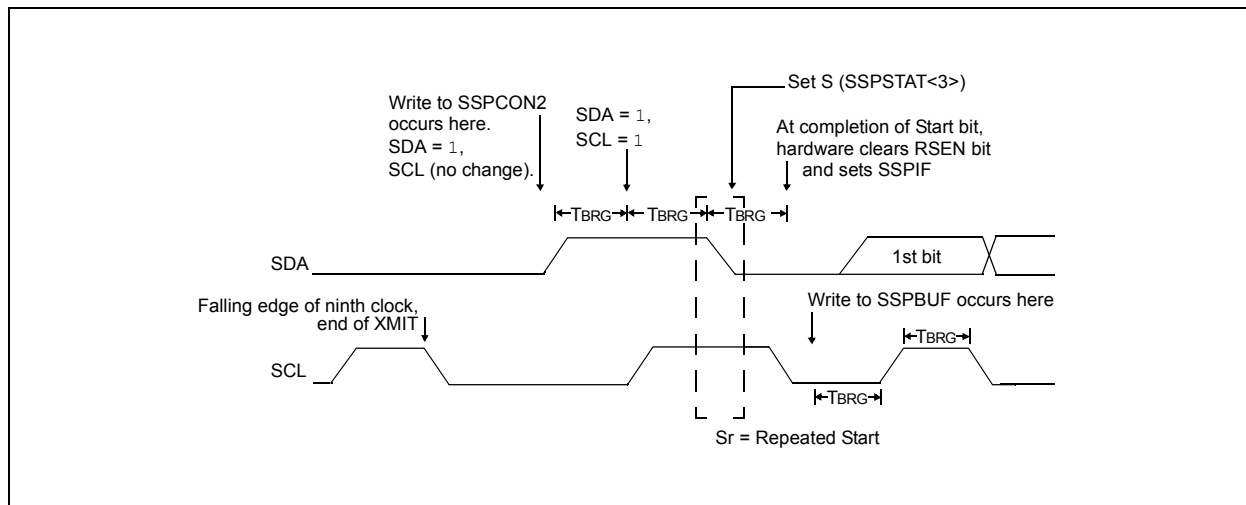 Set S (SSPSTAT<3>)
Write to SSPCON2
occurs here.
SDA = 1,
SCL (no change).
SDA = 1,
SCL = 1
At completion of Start bit,
hardware clears RSEN bit
and sets SSPIF
TBRG
TBRG
TBRG
SDA
1st bit
Write to SSPBUF occurs here
Falling edge of ninth clock,
end of XMIT
TBRG
SCL
TBRG
Sr = Repeated Start